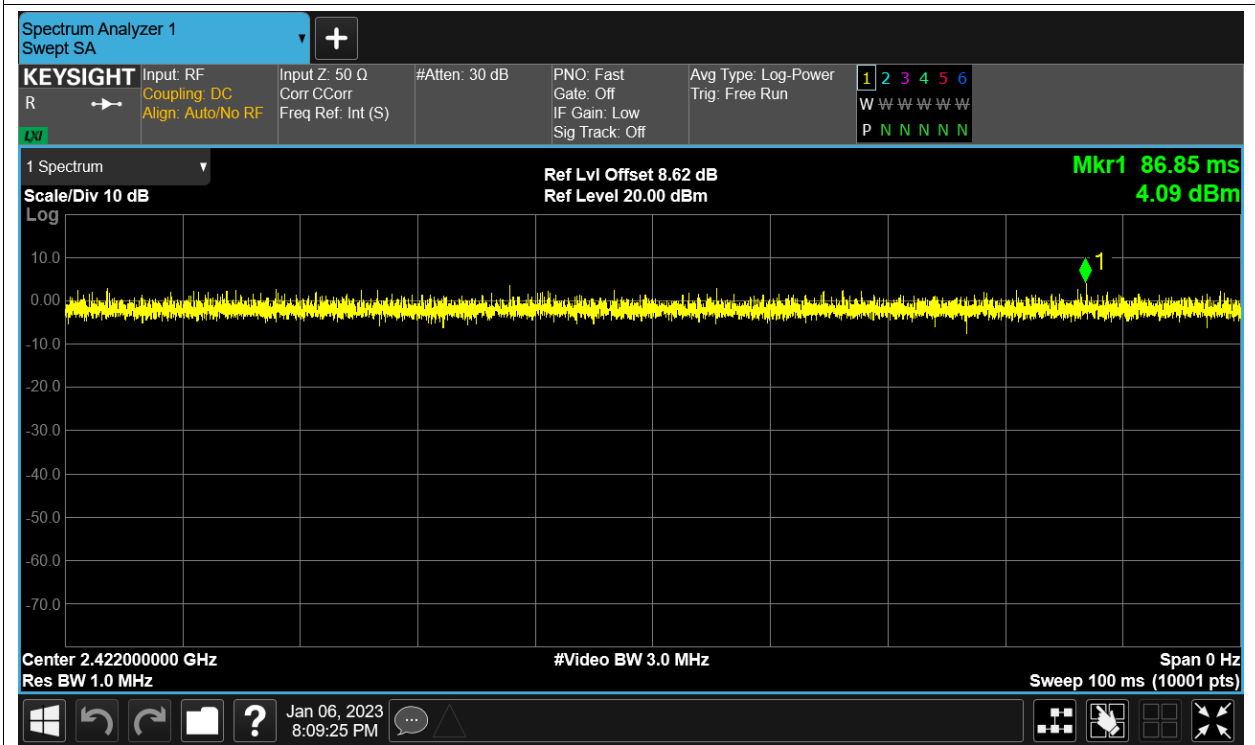 Spectrum Analyzer 1
Swept SA
KEYSIGHT
R
LXI
Input: RF
Coupling: DC
Align: Auto/No RF
Input Z: 50 Ω
Corr CCorr
Freq Ref: Int (S)
#Atten: 30 dB
PNO: Fast
Gate: Off
IF Gain: Low
Sig Track: Off
Avg Type: Log-Power
Trig: Free Run
1 2 3 4 5 6
W W W W W W
P N N N N N
1 Spectrum
Scale/Div 10 dB
Log
Ref Lvl Offset 8.62 dB
Ref Level 20.00 dBm
Mkr1 86.85 ms
4.09 dBm
1
10.0
0.00
-10.0
-20.0
-30.0
-40.0
-50.0
-60.0
-70.0
Center 2.422000000 GHz
Res BW 1.0 MHz
#Video BW 3.0 MHz
Span 0 Hz
Sweep 100 ms (10001 pts)
?
Jan 06, 2023
8:09:25 PM